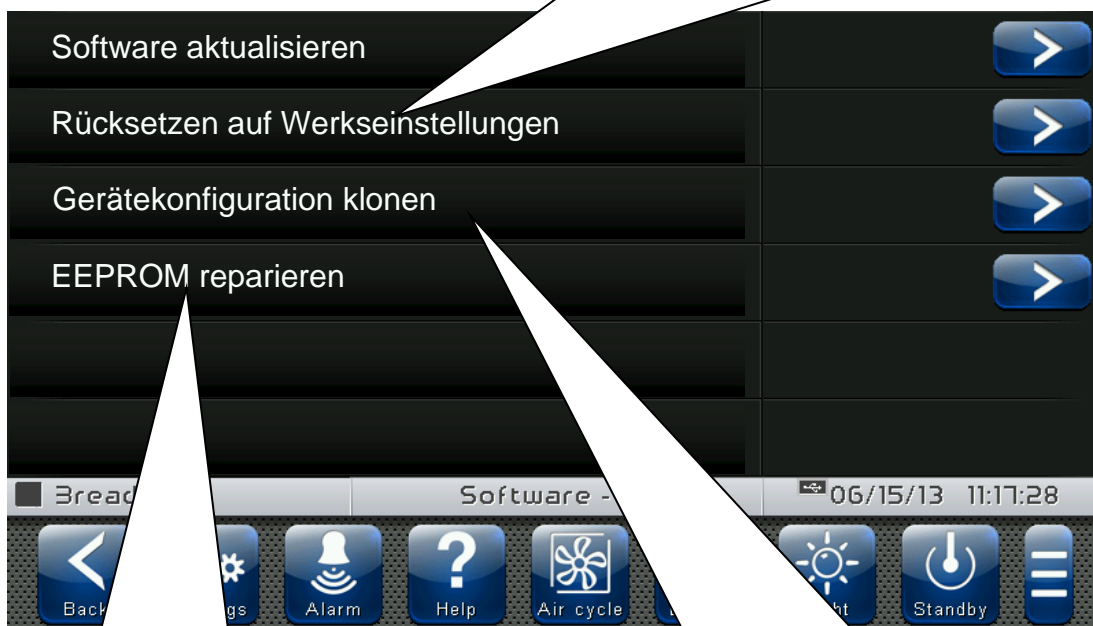 Software aktualisieren
Rücksetzen auf Werkseinstellungen
Gerätekonfiguration klonen
EEPROM reparieren
Software - 06/15/13 11:17:28
Back Alarm Help Air cycle Standby